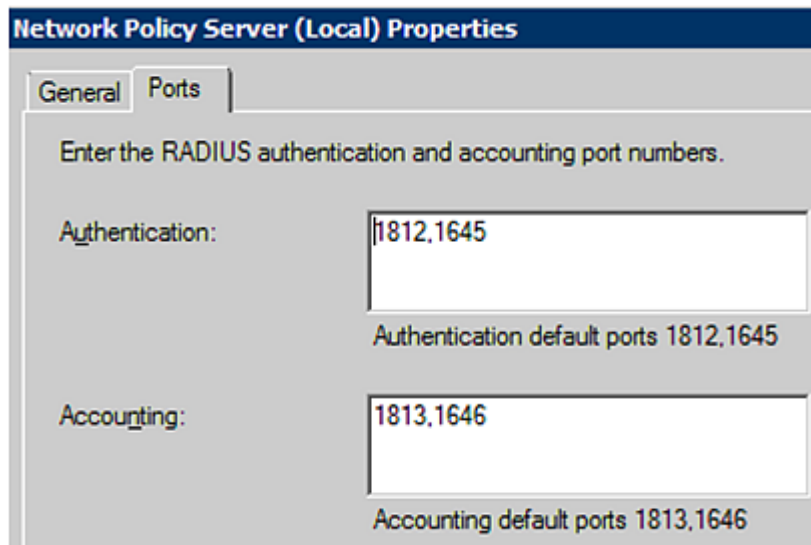 Network Policy Server (Local) Properties
General Ports
Enter the RADIUS authentication and accounting port numbers.
Authentication: 1812,1645
Authentication default ports 1812,1645
Accounting: 1813,1646
Accounting default ports 1813,1646